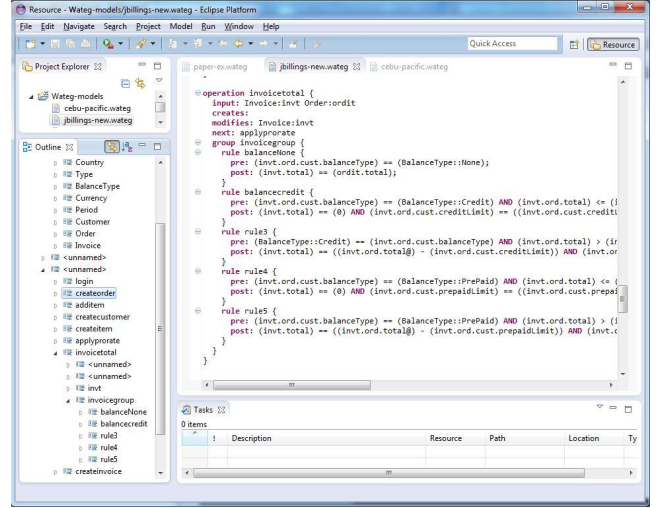 Resource - Wateg-models/jbillings-new.wateg - Eclipse Platform
File Edit Navigate Search Project Model Run Window Help
Quick Access
Resource
Project Explorer
Wateg-models
cebu-pacific.wateg
jbillings-new.wateg
Outline
Country
Type
BalanceType
Currency
Period
Customer
Order
Invoice
<unnamed>
<unnamed>
login
createorder
additem
createcustomer
createitem
applyprorate
invoicetotal
<unnamed>
<unnamed>
invt
invoicegroup
balanceNone
balancecredit
rule3
rule4
rule5
createinvoice
paper-ex.wateg jbillings-new.wateg cebu-pacific.wateg
operation invoicetotal {
input: Invoice:invt Order:ordit
creates:
modifies: Invoice:invt
next: applyprorate
group invoicegroup {
rule balanceNone {
pre: (invt.ord.cust.balanceType) == (BalanceType::None);
post: (invt.total) == (ordit.total);
}
rule balancecredit {
pre: (invt.ord.cust.balanceType) == (BalanceType::Credit) AND (invt.ord.total) <= (i
post: (invt.total) == (0) AND (invt.ord.cust.creditLimit) == ((invt.ord.cust.creditL
}
rule rule3 {
pre: (BalanceType::Credit) == (invt.ord.cust.balanceType) AND (invt.ord.total) > (in
post: (invt.total) == ((invt.ord.total@) - (invt.ord.cust.creditLimit)) AND (invt.or
}
rule rule4 {
pre: (invt.ord.cust.balanceType) == (BalanceType::PrePaid) AND (invt.ord.total) <= (
post: (invt.total) == (0) AND (invt.ord.cust.prepaidLimit) == ((invt.ord.cust.prepai
}
rule rule5 {
pre: (invt.ord.cust.balanceType) == (BalanceType::PrePaid) AND (invt.ord.total) > (i
post: (invt.total) == ((invt.ord.total@) - (invt.ord.cust.prepaidLimit)) AND (invt.o
}
}
}
Tasks
0 items
! Description Resource Path Location Ty